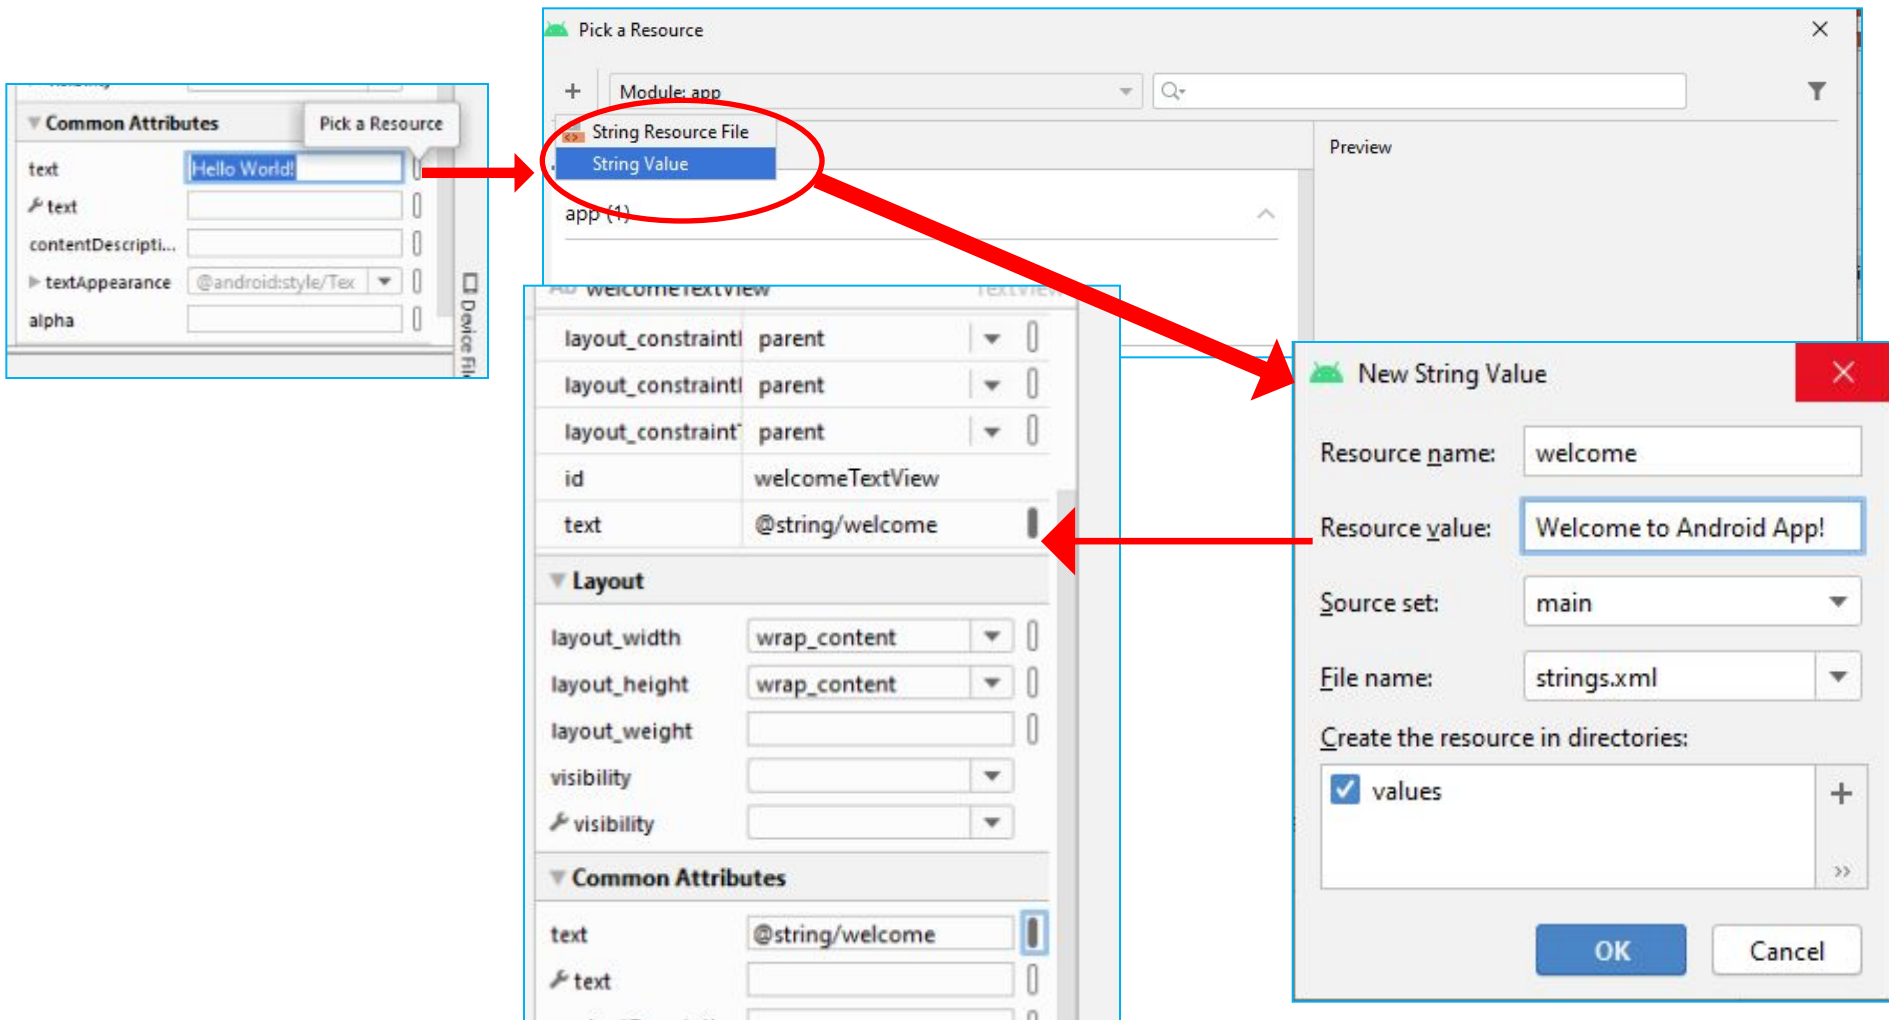 Common Attributes
Pick a Resource
text
Hello World!
text
contentDescripti...
textAppearance
@android:style/Tex
alpha
Device File
Pick a Resource
Module: app
String Resource File
String Value
Preview
app (1)
welcomeTextView
TextView
layout_constraint
parent
layout_constraint
parent
layout_constraint
parent
id
welcomeTextView
text
@string/welcome
Layout
layout_width
wrap_content
layout_height
wrap_content
layout_weight
visibility
visibility
Common Attributes
text
@string/welcome
text
New String Value
Resource name:
welcome
Resource value:
Welcome to Android App!
Source set:
main
File name:
strings.xml
Create the resource in directories:
values
OK
Cancel